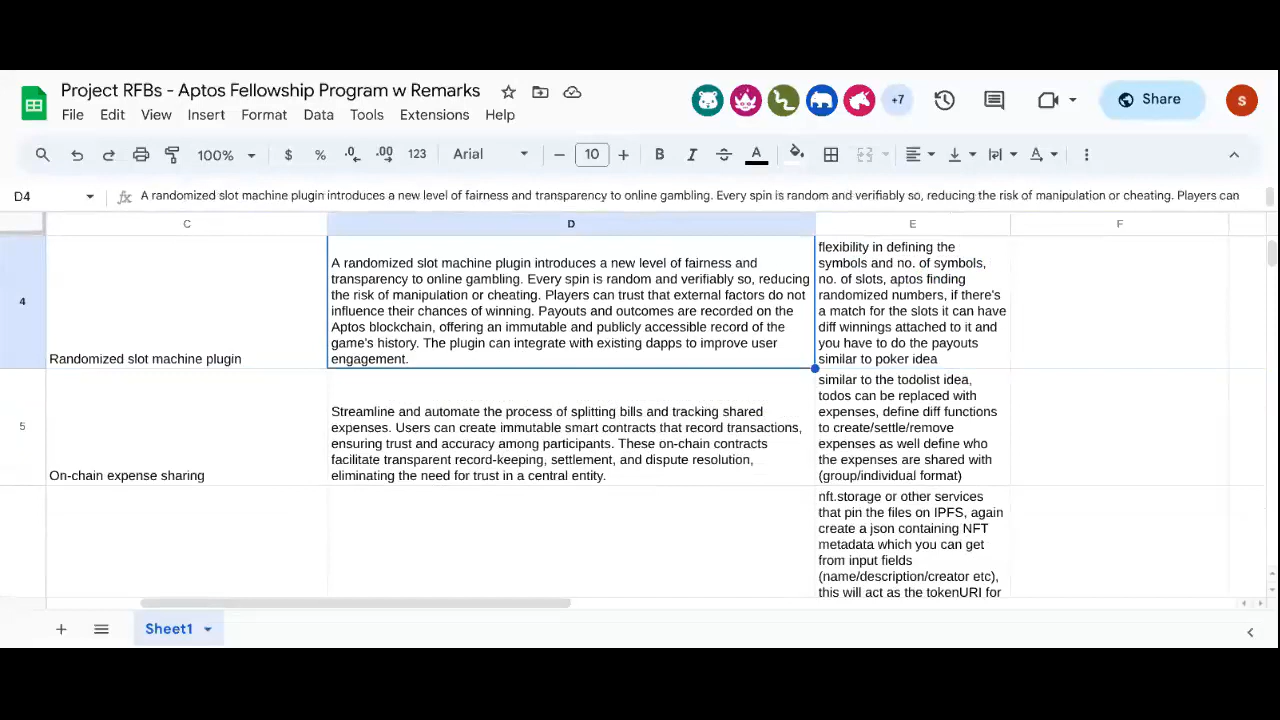 Project RFBs - Aptos Fellowship Program w Remarks
+7
Share
S
File Edit View Insert Format Data Tools Extensions Help
100% $ % .0 .00 123 Arial 10 B I A
D4 fx A randomized slot machine plugin introduces a new level of fairness and transparency to online gambling. Every spin is random and verifiably so, reducing the risk of manipulation or cheating. Players can
C D E F
4
Randomized slot machine plugin
A randomized slot machine plugin introduces a new level of fairness and
transparency to online gambling. Every spin is random and verifiably so, reducing
the risk of manipulation or cheating. Players can trust that external factors do not
influence their chances of winning. Payouts and outcomes are recorded on the
Aptos blockchain, offering an immutable and publicly accessible record of the
game's history. The plugin can integrate with existing dapps to improve user
engagement.
flexibility in defining the
symbols and no. of symbols,
no. of slots, aptos finding
randomized numbers, if there's
a match for the slots it can have
diff winnings attached to it and
you have to do the payouts
similar to poker idea
5
On-chain expense sharing
Streamline and automate the process of splitting bills and tracking shared
expenses. Users can create immutable smart contracts that record transactions,
ensuring trust and accuracy among participants. These on-chain contracts
facilitate transparent record-keeping, settlement, and dispute resolution,
eliminating the need for trust in a central entity.
similar to the todolist idea,
todos can be replaced with
expenses, define diff functions
to create/settle/remove
expenses as well define who
the expenses are shared with
(group/individual format)
nft.storage or other services
that pin the files on IPFS, again
create a json containing NFT
metadata which you can get
from input fields
(name/description/creator etc),
this will act as the tokenURI for
Sheet1